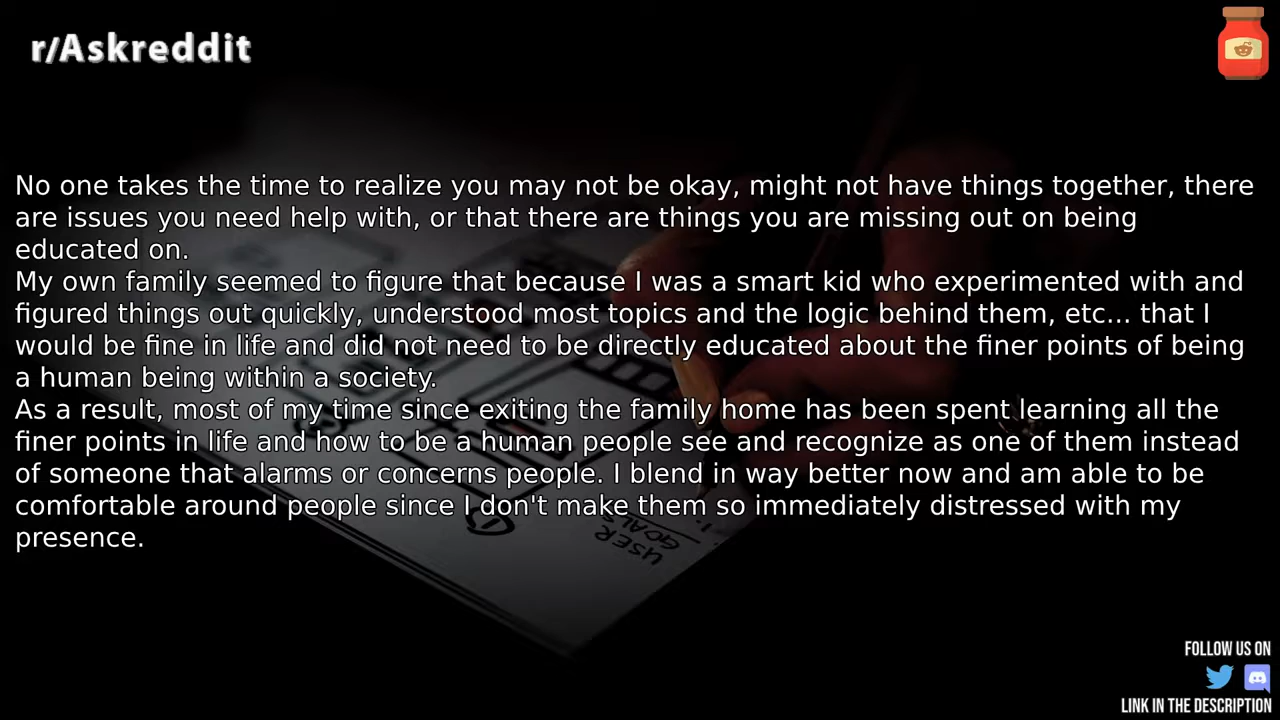 r/Askreddit
No one takes the time to realize you may not be okay, might not have things together, there
are issues you need help with, or that there are things you are missing out on being
educated on.
My own family seemed to figure that because I was a smart kid who experimented with and
figured things out quickly, understood most topics and the logic behind them, etc... that I
would be fine in life and did not need to be directly educated about the finer points of being
a human being within a society.
As a result, most of my time since exiting the family home has been spent learning all the
finer points in life and how to be a human people see and recognize as one of them instead
of someone that alarms or concerns people. I blend in way better now and am able to be
comfortable around people since I don't make them so immediately distressed with my
presence.
USER
GOALS
1.
FOLLOW US ON
LINK IN THE DESCRIPTION